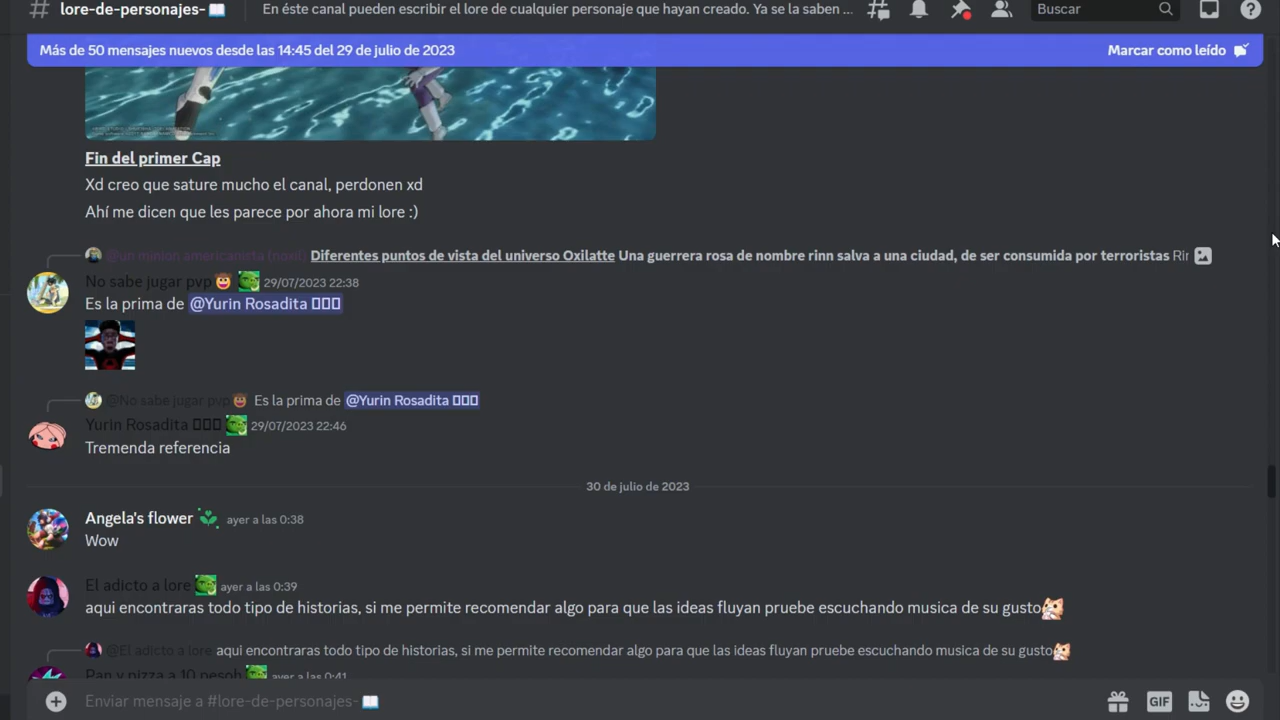 # lore-de-personajes-📖 En éste canal pueden escribir el lore de cualquier personaje que hayan creado. Ya se la saben ... Buscar
Más de 50 mensajes nuevos desde las 14:45 del 29 de julio de 2023 Marcar como leído
Fin del primer Cap
Xd creo que sature mucho el canal, perdonen xd
Ahí me dicen que les parece por ahora mi lore :)
@un minion americanista (novil) Diferentes puntos de vista del universo Oxilatte Una guerrera rosa de nombre rinn salva a una ciudad, de ser consumida por terroristas Rir
No sabe jugar pvp🤠 29/07/2023 22:38
Es la prima de @Yurin Rosadita ▯▯▯
@No sabe jugar pvp🤠 Es la prima de @Yurin Rosadita ▯▯▯
Yurin Rosadita ▯▯▯ 29/07/2023 22:46
Tremenda referencia
30 de julio de 2023
Angela's flower ayer a las 0:38
Wow
El adicto a lore ayer a las 0:39
aqui encontraras todo tipo de historias, si me permite recomendar algo para que las ideas fluyan pruebe escuchando musica de su gusto
@El adicto a lore aqui encontraras todo tipo de historias, si me permite recomendar algo para que las ideas fluyan pruebe escuchando musica de su gusto
Pan y pizza a 10 pesoh ayer a las 0:41
Enviar mensaje a #lore-de-personajes-📖 GIF